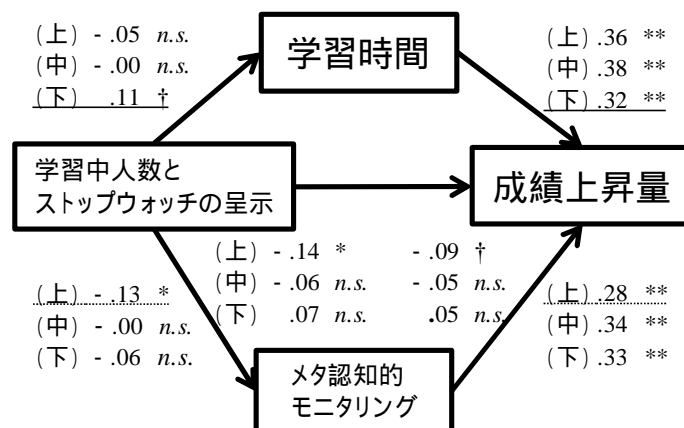 (上) - .05 n.s.
(中) - .00 n.s.
(下) .11 †
学習時間
(上) .36 **
(中) .38 **
(下) .32 **
学習中人数と
ストップウォッチの呈示
成績上昇量
(上) - .14 * - .09 †
(中) - .06 n.s. - .05 n.s.
(下) .07 n.s. .05 n.s.
(上) - .13 *
(中) - .00 n.s.
(下) - .06 n.s.
(上) .28 **
(中) .34 **
(下) .33 **
メタ認知的
モニタリング